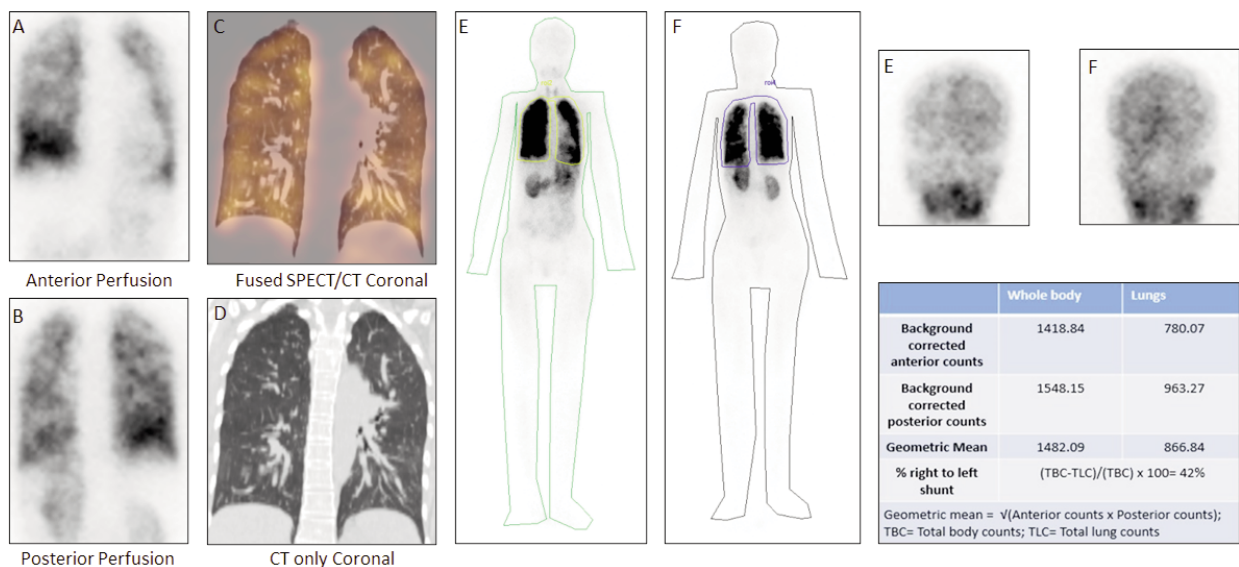 A
Anterior Perfusion
B
Posterior Perfusion
C
Fused SPECT/CT Coronal
D
CT only Coronal
E
F
E
F
Whole body Lungs
Background corrected anterior counts 1418.84 780.07
Background corrected posterior counts 1548.15 963.27
Geometric Mean 1482.09 866.84
% right to left shunt (TBC-TLC)/(TBC) x 100= 42%
Geometric mean = √(Anterior counts x Posterior counts);
TBC= Total body counts; TLC= Total lung counts